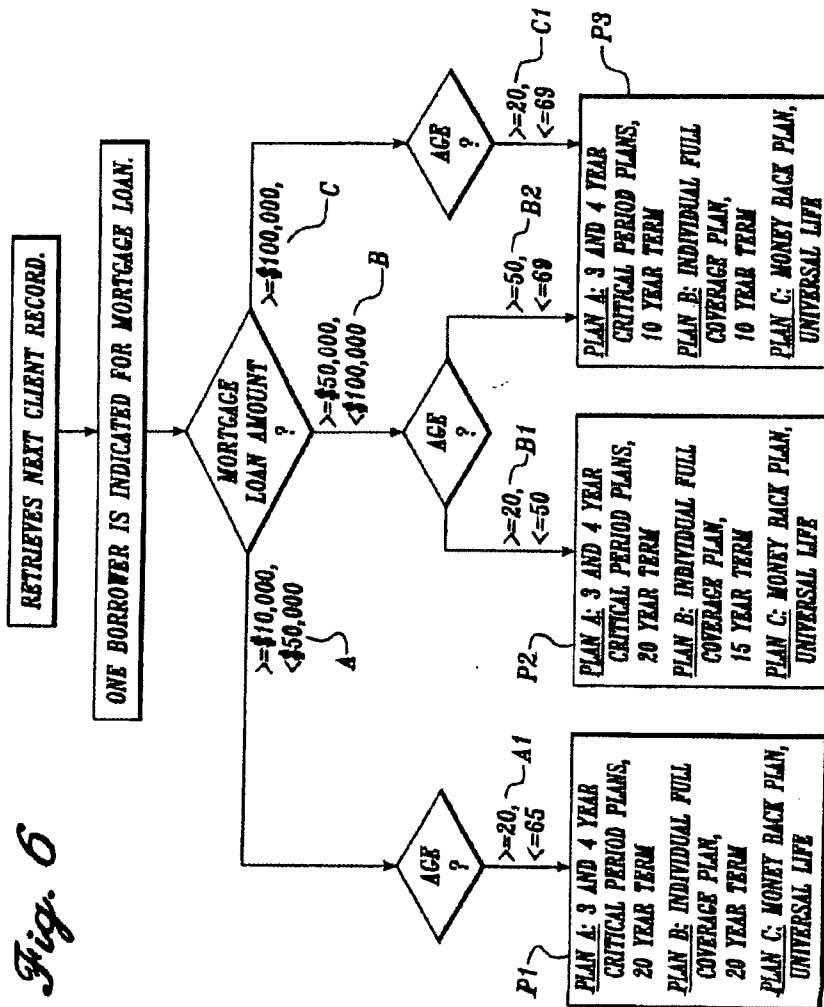 Fig. 6
RETRIEVES NEXT CLIENT RECORD.
ONE BORROWER IS INDICATED FOR MORTGAGE LOAN.
MORTGAGE
LOAN AMOUNT
?
>=$10,000,
<$50,000
A
>=$50,000,
<$100,000
B
>=$100,000,
C
AGE
?
>=20,
<=65
A1
AGE
?
>=20,
<50
B1
>=50,
<=69
B2
AGE
?
>=20,
<=69
C1
P1
PLAN A: 3 AND 4 YEAR
CRITICAL PERIOD PLANS,
20 YEAR TERM
PLAN B: INDIVIDUAL FULL
COVERAGE PLAN,
20 YEAR TERM
PLAN C: MONEY BACK PLAN,
UNIVERSAL LIFE
P2
PLAN A: 3 AND 4 YEAR
CRITICAL PERIOD PLANS,
20 YEAR TERM
PLAN B: INDIVIDUAL FULL
COVERAGE PLAN,
15 YEAR TERM
PLAN C: MONEY BACK PLAN,
UNIVERSAL LIFE
P3
PLAN A: 3 AND 4 YEAR
CRITICAL PERIOD PLANS,
10 YEAR TERM
PLAN B: INDIVIDUAL FULL
COVERAGE PLAN,
10 YEAR TERM
PLAN C: MONEY BACK PLAN,
UNIVERSAL LIFE